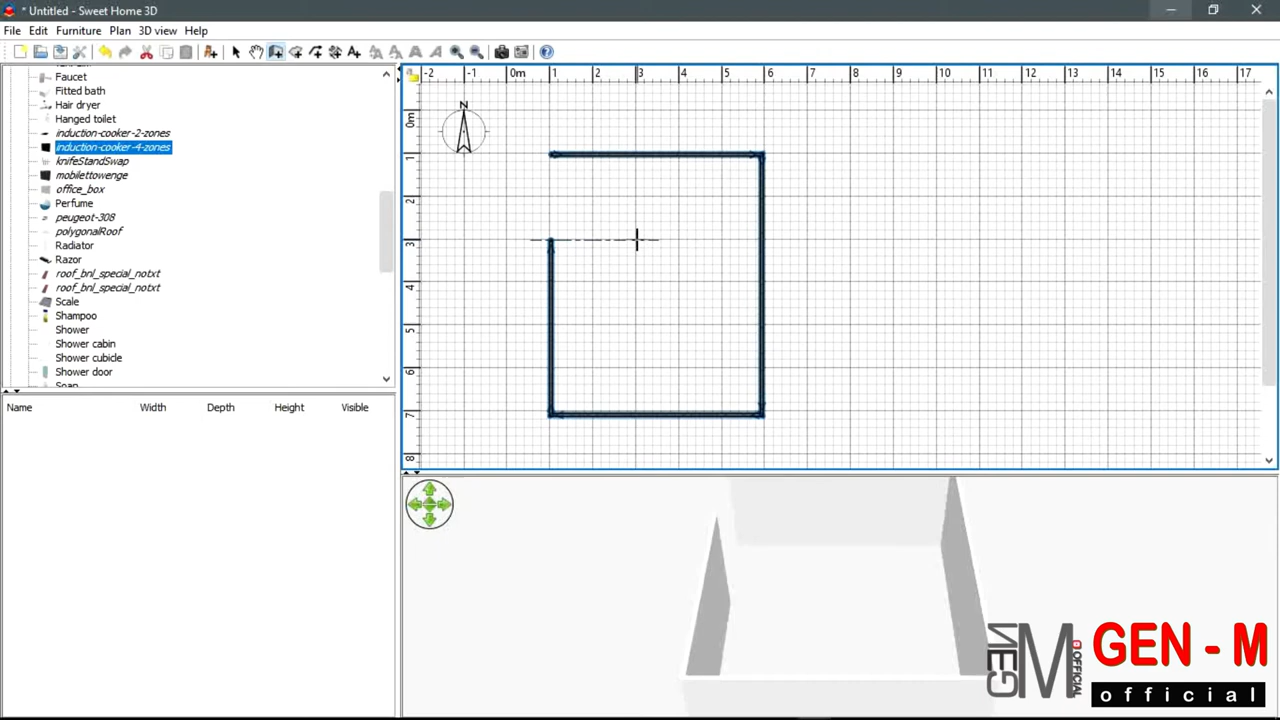 * Untitled - Sweet Home 3D
File Edit Furniture Plan 3D view Help
Faucet
Fitted bath
Hair dryer
Hanged toilet
induction-cooker-2-zones
induction-cooker-4-zones
knifeStandSwap
mobilettowenge
office_box
Perfume
peugeot-308
polygonalRoof
Radiator
Razor
roof_bnl_special_notxt
roof_bnl_special_notxt
Scale
Shampoo
Shower
Shower cabin
Shower cubicle
Shower door
Soap
Name Width Depth Height Visible
-2 -1 0m 1 2 3 4 5 6 7 8 9 10 11 12 13 14 15 16 17
0m
1
2
3
4
5
6
7
8
N
GEN M OFFICIAL
GEN - M
official